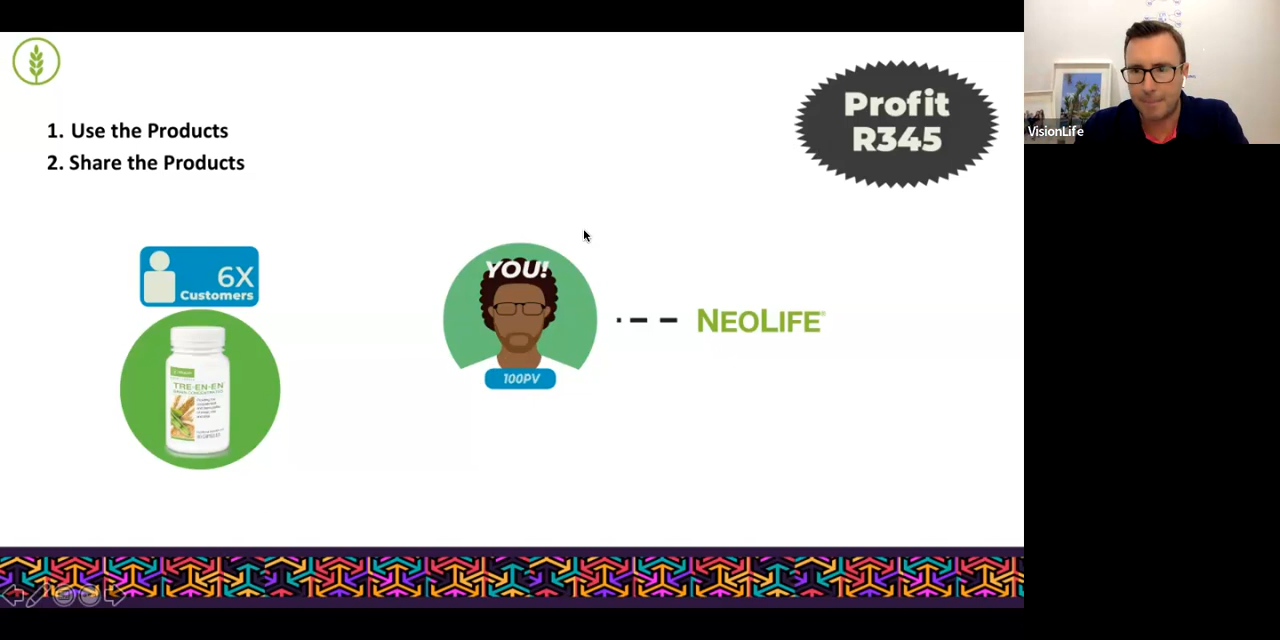 1. Use the Products
2. Share the Products
Profit
R345
VisionLife
6X
Customers
YOU!
100PV
NEOLIFE
TRE-EN-EN